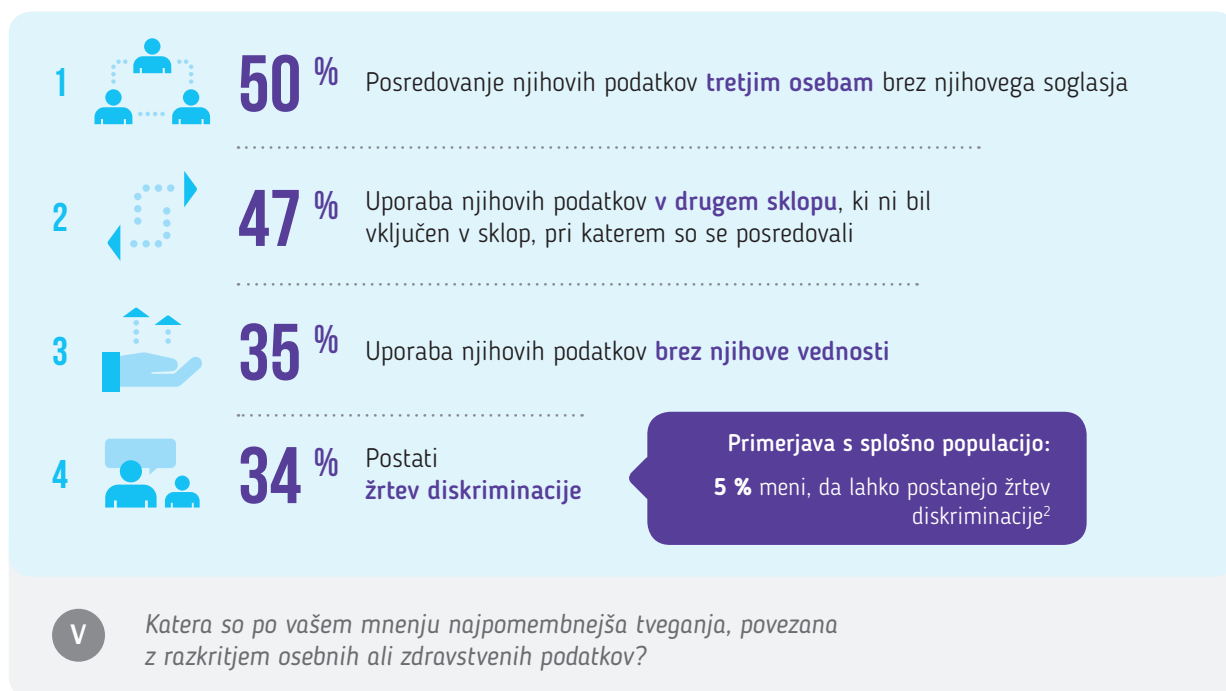 1
50 %
Posredovanje njihovih podatkov tretjim osebam brez njihovega soglasja
2
47 %
Uporaba njihovih podatkov v drugem sklopu, ki ni bil
vključen v sklop, pri katerem so se posredovali
3
35 %
Uporaba njihovih podatkov brez njihove vednosti
4
34 %
Postati
žrtev diskriminacije
Primerjava s splošno populacijo:
5 % meni, da lahko postanejo žrtev
diskriminacije²
V
Katera so po vašem mnenju najpomembnejša tveganja, povezana
z razkritjem osebnih ali zdravstvenih podatkov?